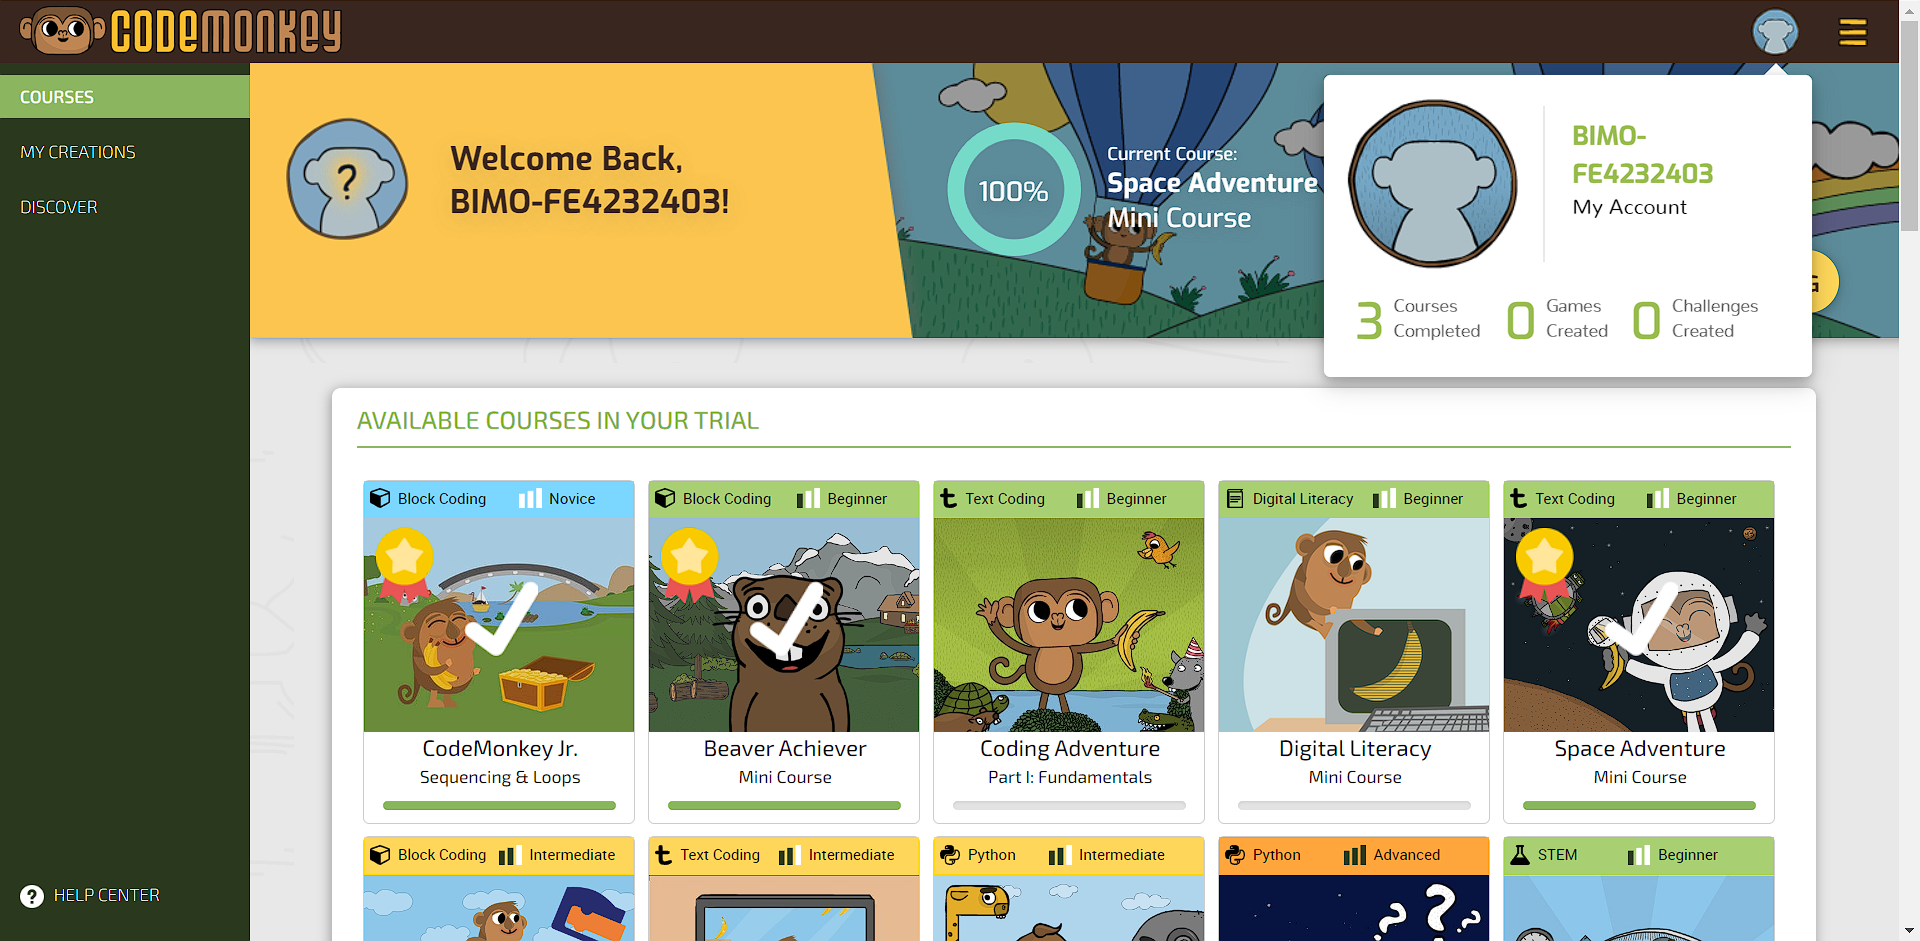 CODEMONKEY
COURSES
MY CREATIONS
DISCOVER
HELP CENTER
Welcome Back,
BIMO-FE4232403!
100%
Current Course:
Space Adventure
Mini Course
BIMO-
FE4232403
My Account
3 Courses Completed
0 Games Created
0 Challenges Created
AVAILABLE COURSES IN YOUR TRIAL
Block Coding Novice
CodeMonkey Jr.
Sequencing & Loops
Block Coding Beginner
Beaver Achiever
Mini Course
Text Coding Beginner
Coding Adventure
Part I: Fundamentals
Digital Literacy Beginner
Digital Literacy
Mini Course
Text Coding Beginner
Space Adventure
Mini Course
Block Coding Intermediate
Text Coding Intermediate
Python Intermediate
Python Advanced
STEM Beginner